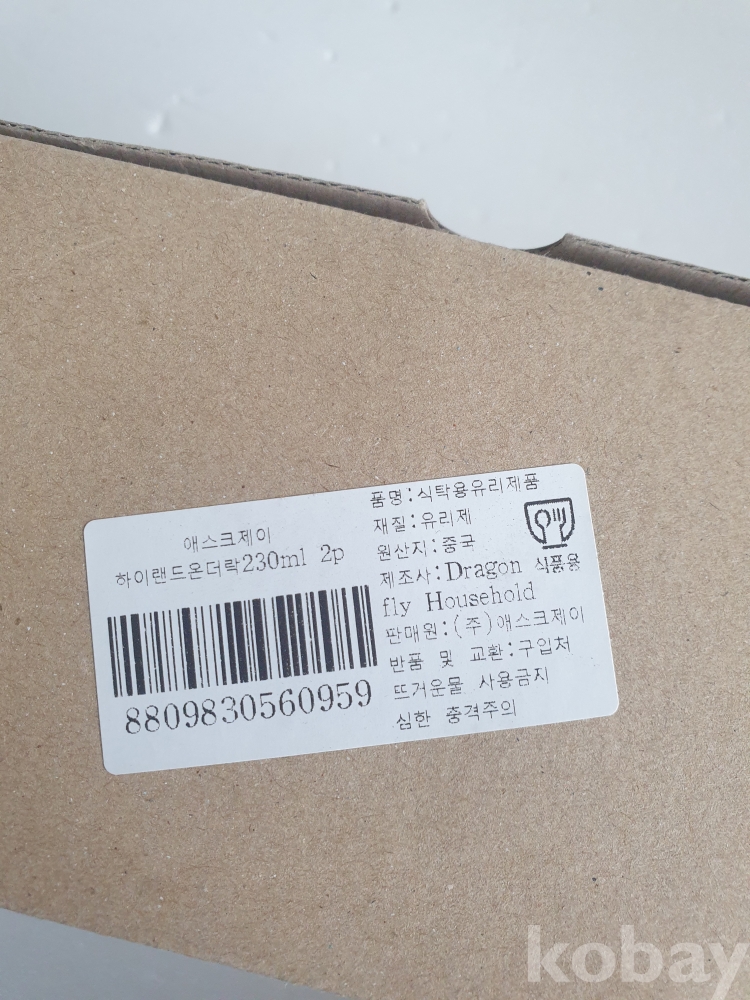 애스크제이
하이랜드온더락230ml 2p
8809830560959
품명:식탁용유리제품
재질:유리제
원산지:중국
제조사:Dragon
fly Household
판매원:(주)애스크제이
반품 및 교환:구입처
뜨거운물 사용금지
심한 충격주의
식품용
kobay